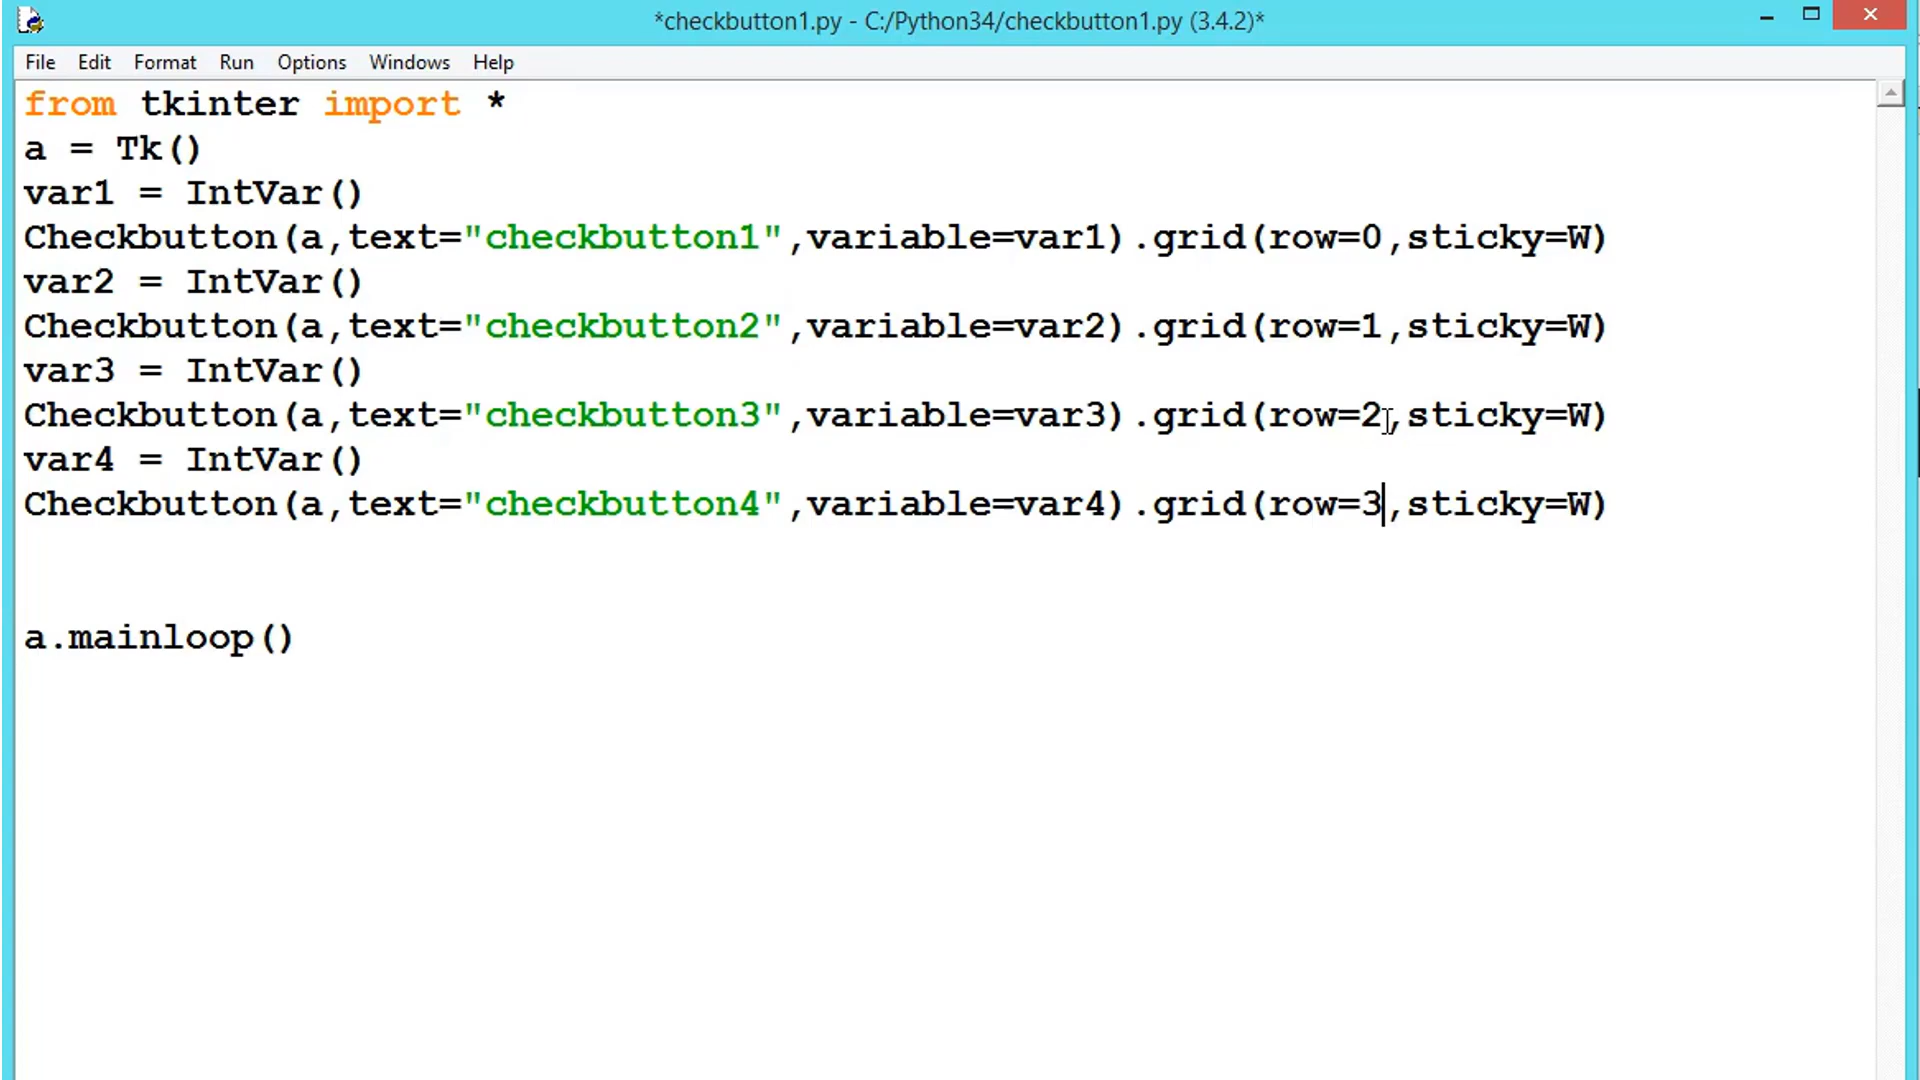 *checkbutton1.py - C:/Python34/checkbutton1.py (3.4.2)*
File Edit Format Run Options Windows Help
from tkinter import *
a = Tk()
var1 = IntVar()
Checkbutton(a,text="checkbutton1",variable=var1).grid(row=0,sticky=W)
var2 = IntVar()
Checkbutton(a,text="checkbutton2",variable=var2).grid(row=1,sticky=W)
var3 = IntVar()
Checkbutton(a,text="checkbutton3",variable=var3).grid(row=2,sticky=W)
var4 = IntVar()
Checkbutton(a,text="checkbutton4",variable=var4).grid(row=3,sticky=W)
a.mainloop()